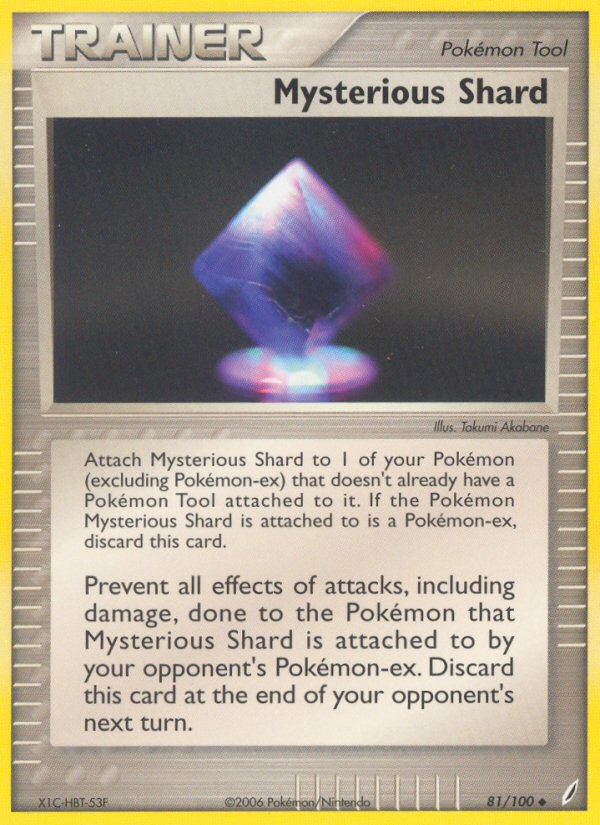 TRAINER
Pokémon Tool
Mysterious Shard
Illus. Takumi Akabane
Attach Mysterious Shard to 1 of your Pokémon
(excluding Pokémon-ex) that doesn't already have a
Pokémon Tool attached to it. If the Pokémon
Mysterious Shard is attached to is a Pokémon-ex,
discard this card.
Prevent all effects of attacks, including
damage, done to the Pokémon that
Mysterious Shard is attached to by
your opponent's Pokémon-ex. Discard
this card at the end of your opponent's
next turn.
X1C-HBT-53F
©2006 Pokémon/Nintendo
81/100